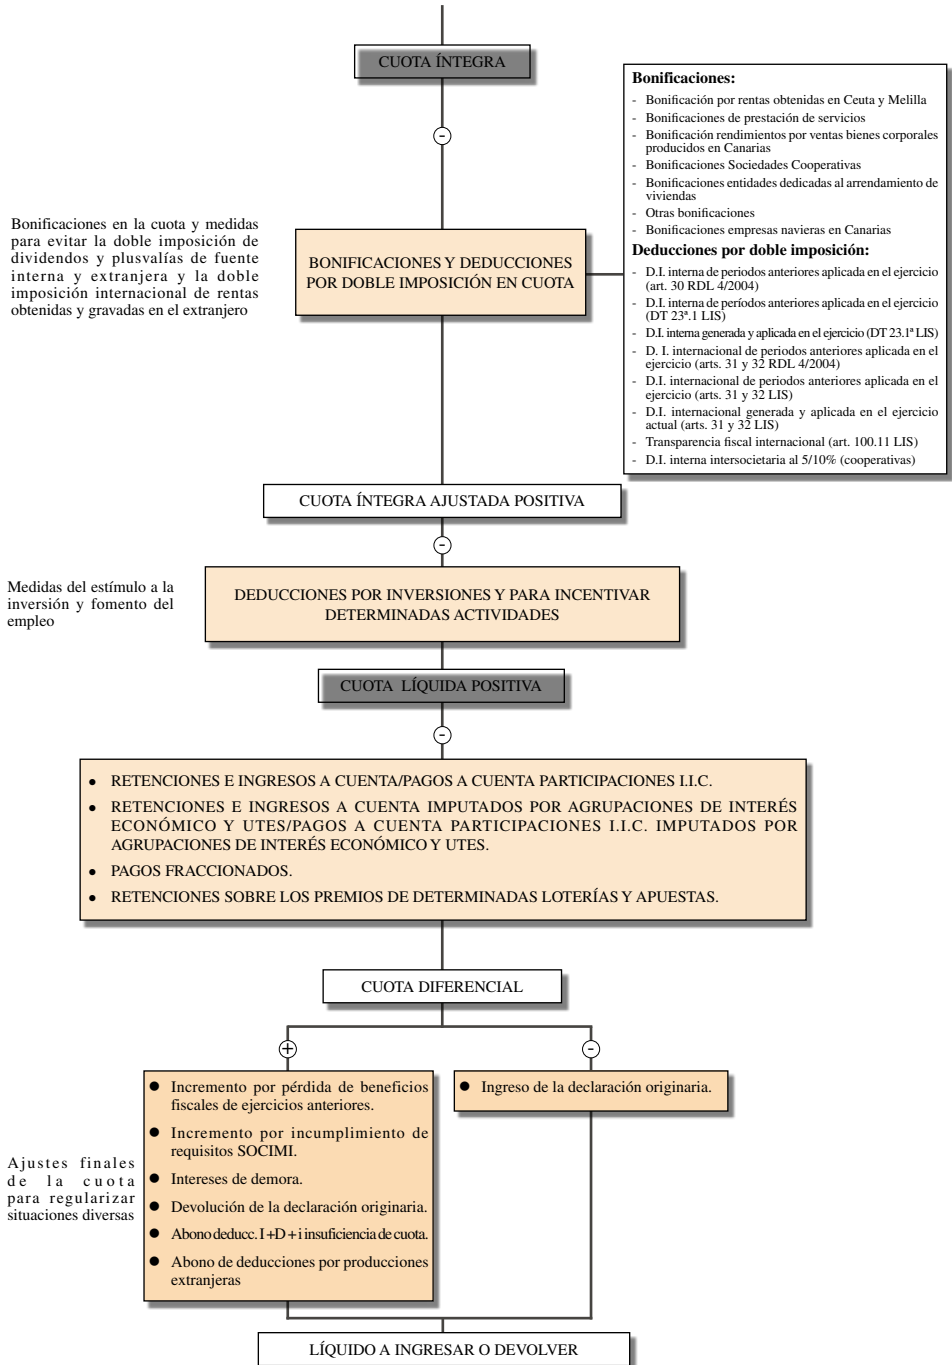 CUOTA ÍNTEGRA
-
Bonificaciones:
- Bonificación por rentas obtenidas en Ceuta y Melilla
- Bonificaciones de prestación de servicios
- Bonificación rendimientos por ventas bienes corporales
producidos en Canarias
- Bonificaciones Sociedades Cooperativas
- Bonificaciones entidades dedicadas al arrendamiento de
viviendas
- Otras bonificaciones
- Bonificaciones empresas navieras en Canarias
Deducciones por doble imposición:
- D.I. interna de periodos anteriores aplicada en el ejercicio
(art. 30 RDL 4/2004)
- D.I. interna de períodos anteriores aplicada en el ejercicio
(DT 23ª.1 LIS)
- D.I. interna generada y aplicada en el ejercicio (DT 23.1ª LIS)
- D. I. internacional de periodos anteriores aplicada en el
ejercicio (arts. 31 y 32 RDL 4/2004)
- D.I. internacional de periodos anteriores aplicada en el
ejercicio (arts. 31 y 32 LIS)
- D.I. internacional generada y aplicada en el ejercicio
actual (arts. 31 y 32 LIS)
- Transparencia fiscal internacional (art. 100.11 LIS)
- D.I. interna intersocietaria al 5/10% (cooperativas)
Bonificaciones en la cuota y medidas
para evitar la doble imposición de
dividendos y plusvalías de fuente
interna y extranjera y la doble
imposición internacional de rentas
obtenidas y gravadas en el extranjero
BONIFICACIONES Y DEDUCCIONES
POR DOBLE IMPOSICIÓN EN CUOTA
CUOTA ÍNTEGRA AJUSTADA POSITIVA
-
Medidas del estímulo a la
inversión y fomento del
empleo
DEDUCCIONES POR INVERSIONES Y PARA INCENTIVAR
DETERMINADAS ACTIVIDADES
CUOTA LÍQUIDA POSITIVA
-
• RETENCIONES E INGRESOS A CUENTA/PAGOS A CUENTA PARTICIPACIONES I.I.C.
• RETENCIONES E INGRESOS A CUENTA IMPUTADOS POR AGRUPACIONES DE INTERÉS
ECONÓMICO Y UTES/PAGOS A CUENTA PARTICIPACIONES I.I.C. IMPUTADOS POR
AGRUPACIONES DE INTERÉS ECONÓMICO Y UTES.
• PAGOS FRACCIONADOS.
• RETENCIONES SOBRE LOS PREMIOS DE DETERMINADAS LOTERÍAS Y APUESTAS.
CUOTA DIFERENCIAL
+
-
Ajustes finales
de la cuota
para regularizar
situaciones diversas
● Incremento por pérdida de beneficios
fiscales de ejercicios anteriores.
● Incremento por incumplimiento de
requisitos SOCIMI.
● Intereses de demora.
● Devolución de la declaración originaria.
● Abono deducc. I +D + i insuficiencia de cuota.
● Abono de deducciones por producciones
extranjeras
● Ingreso de la declaración originaria.
LÍQUIDO A INGRESAR O DEVOLVER